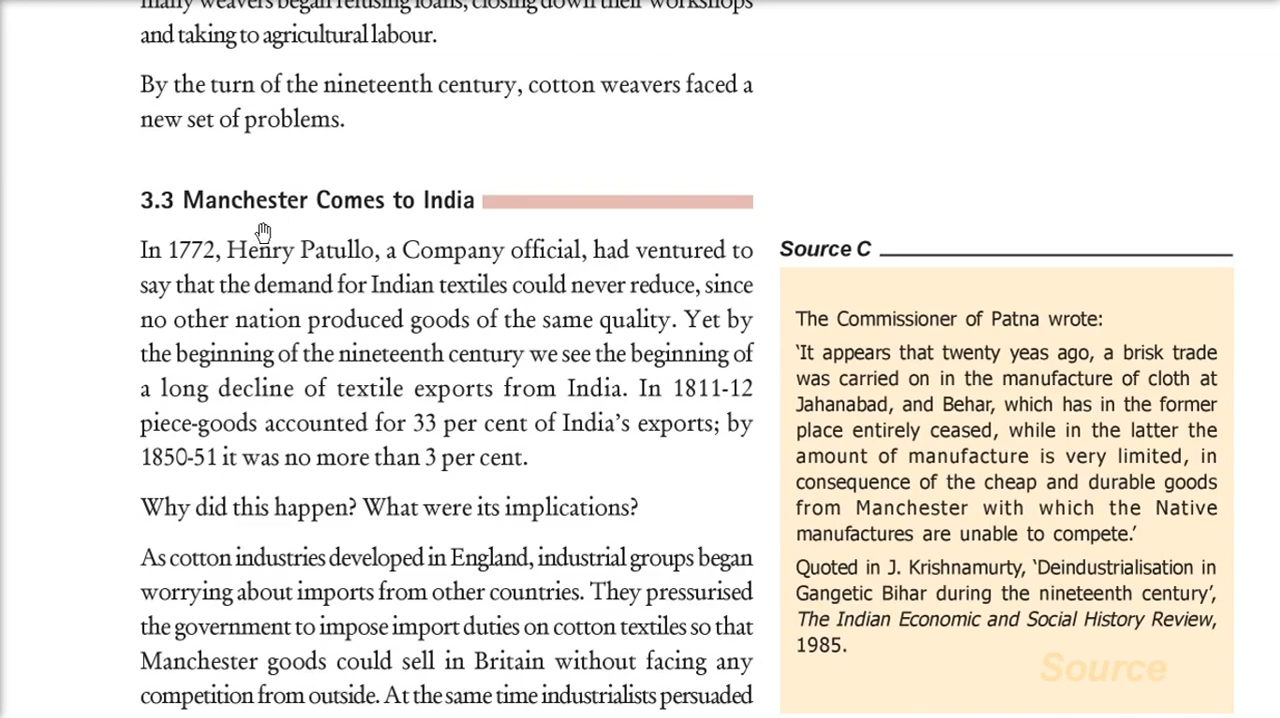 many weavers began refusing loans, closing down their workshops
and taking to agricultural labour.
By the turn of the nineteenth century, cotton weavers faced a
new set of problems.
3.3 Manchester Comes to India
In 1772, Henry Patullo, a Company official, had ventured to
say that the demand for Indian textiles could never reduce, since
no other nation produced goods of the same quality. Yet by
the beginning of the nineteenth century we see the beginning of
a long decline of textile exports from India. In 1811-12
piece-goods accounted for 33 per cent of India’s exports; by
1850-51 it was no more than 3 per cent.
Why did this happen? What were its implications?
As cotton industries developed in England, industrial groups began
worrying about imports from other countries. They pressurised
the government to impose import duties on cotton textiles so that
Manchester goods could sell in Britain without facing any
competition from outside. At the same time industrialists persuaded
Source C
The Commissioner of Patna wrote:
‘It appears that twenty yeas ago, a brisk trade
was carried on in the manufacture of cloth at
Jahanabad, and Behar, which has in the former
place entirely ceased, while in the latter the
amount of manufacture is very limited, in
consequence of the cheap and durable goods
from Manchester with which the Native
manufactures are unable to compete.’
Quoted in J. Krishnamurty, ‘Deindustrialisation in
Gangetic Bihar during the nineteenth century’,
The Indian Economic and Social History Review,
1985.
Source